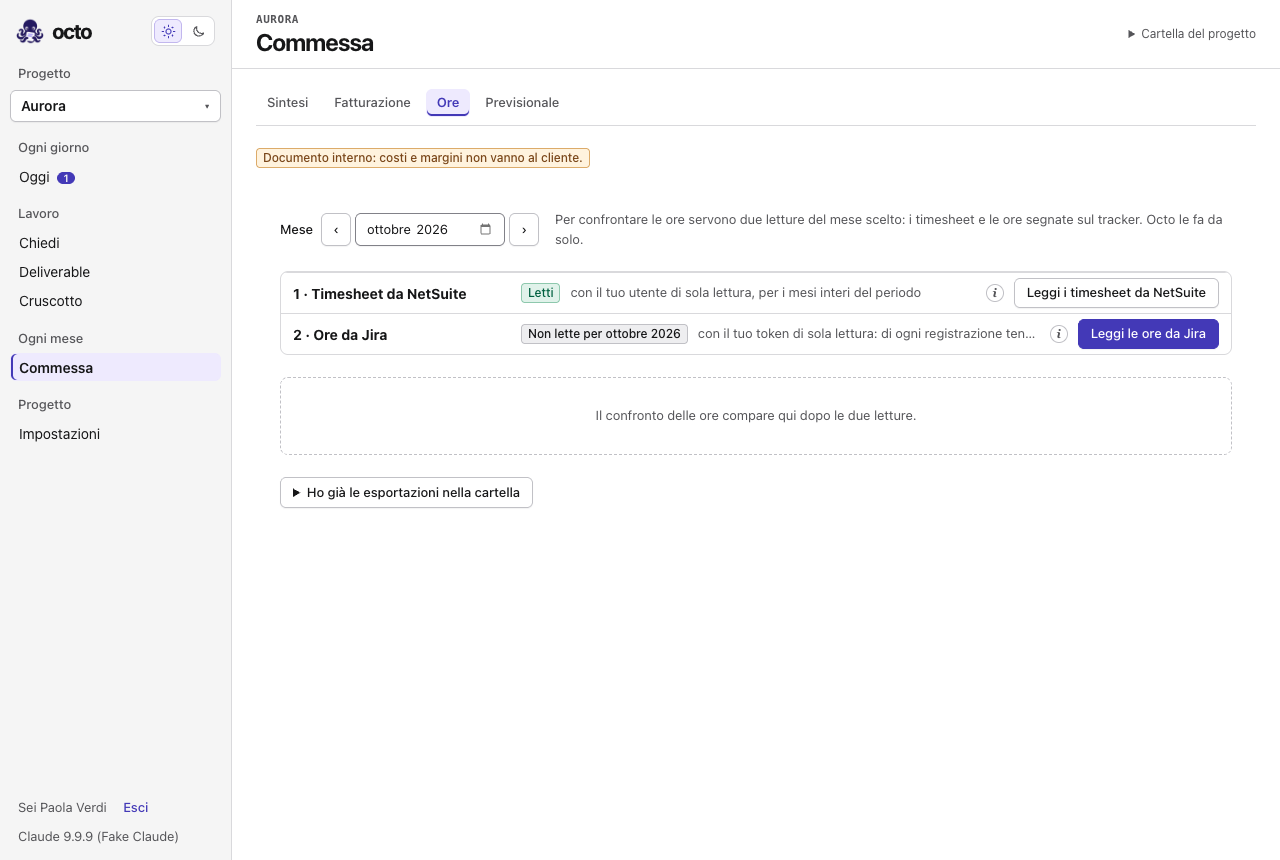 octo
Progetto
Aurora
Ogni giorno
Oggi 1
Lavoro
Chiedi
Deliverable
Cruscotto
Ogni mese
Commessa
Progetto
Impostazioni
Sei Paola Verdi Esci
Claude 9.9.9 (Fake Claude)
AURORA
Commessa
Cartella del progetto
Sintesi Fatturazione Ore Previsionale
Documento interno: costi e margini non vanno al cliente.
Mese ‹ ottobre 2026 ›
Per confrontare le ore servono due letture del mese scelto: i timesheet e le ore segnate sul tracker. Octo le fa da
solo.
1 · Timesheet da NetSuite Letti con il tuo utente di sola lettura, per i mesi interi del periodo i Leggi i timesheet da NetSuite
2 · Ore da Jira Non lette per ottobre 2026 con il tuo token di sola lettura: di ogni registrazione ten… i Leggi le ore da Jira
Il confronto delle ore compare qui dopo le due letture.
Ho già le esportazioni nella cartella